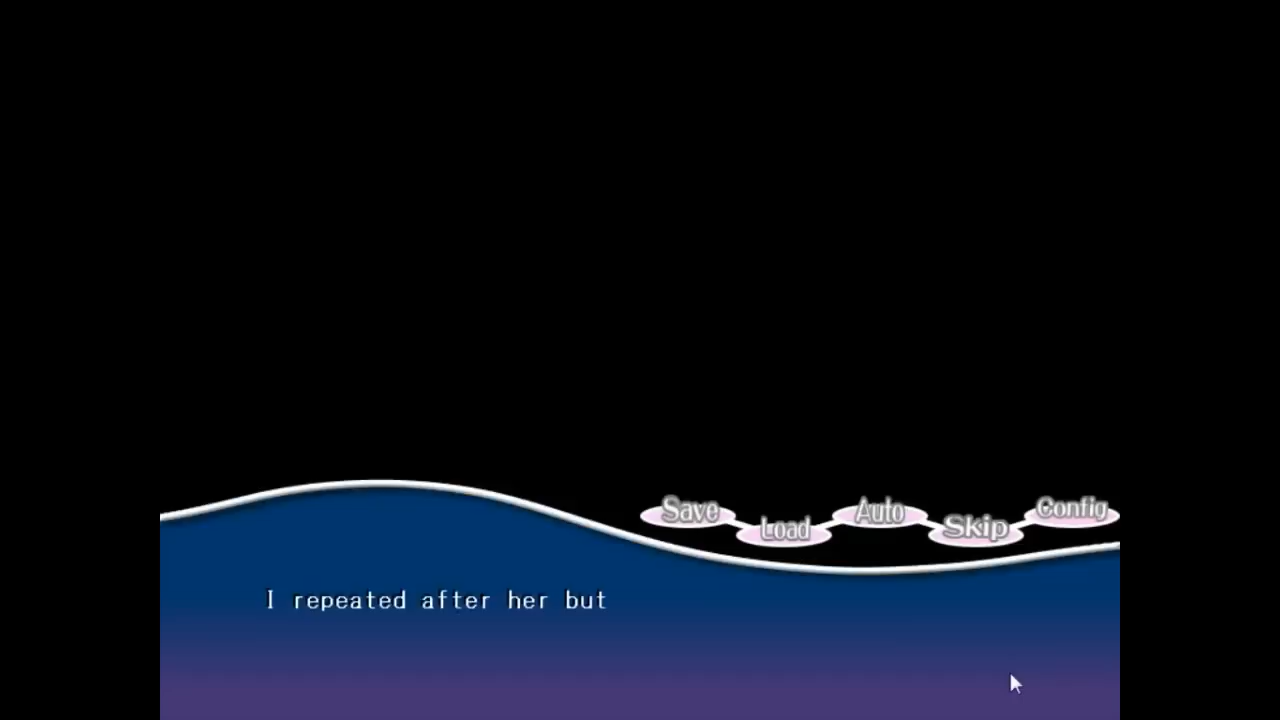 Save
Load
Auto
Skip
Config
I repeated after her but